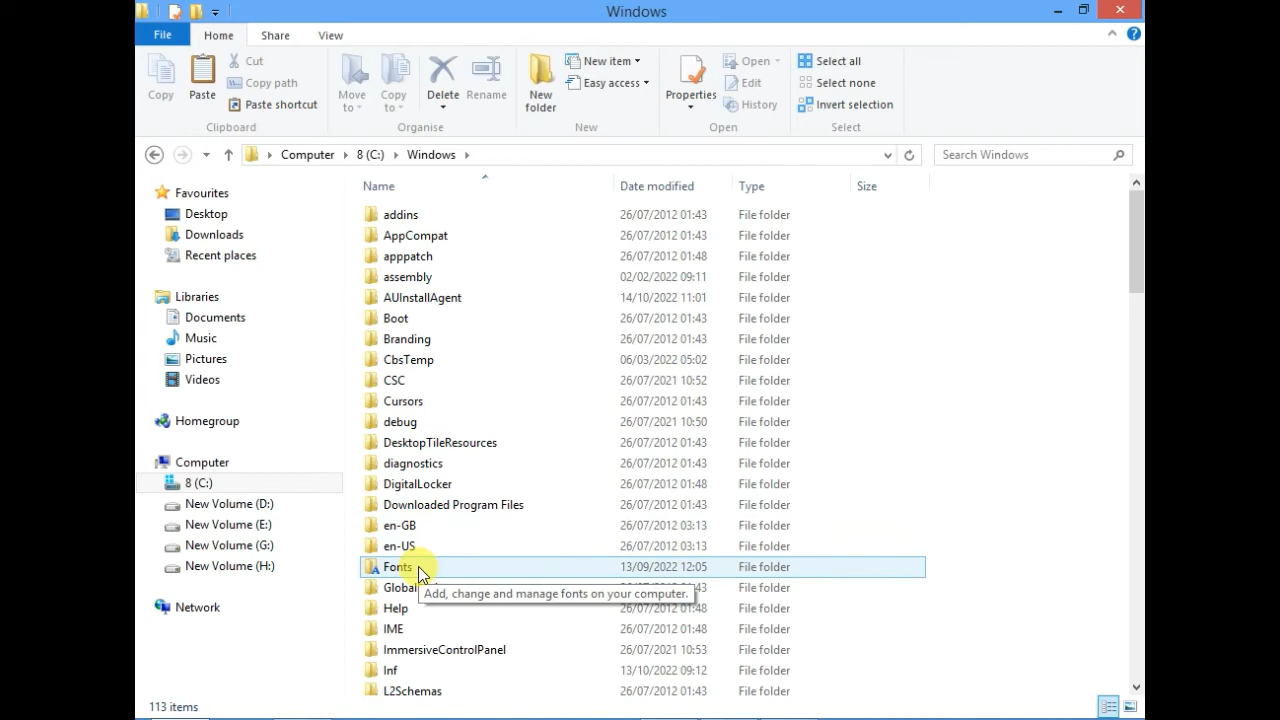 Windows
File Home Share View
Copy
Paste
Cut
Copy path
Paste shortcut
Clipboard
Move to
Copy to
Delete
Rename
Organise
New folder
New item
Easy access
New
Properties
Open
Edit
History
Open
Select all
Select none
Invert selection
Select
Computer 8 (C:) Windows
Search Windows
Favourites
Desktop
Downloads
Recent places
Libraries
Documents
Music
Pictures
Videos
Homegroup
Computer
8 (C:)
New Volume (D:)
New Volume (E:)
New Volume (G:)
New Volume (H:)
Network
Name Date modified Type Size
addins 26/07/2012 01:43 File folder
AppCompat 26/07/2012 01:43 File folder
apppatch 26/07/2012 01:48 File folder
assembly 02/02/2022 09:11 File folder
AUInstallAgent 14/10/2022 11:01 File folder
Boot 26/07/2012 01:43 File folder
Branding 26/07/2012 01:43 File folder
CbsTemp 06/03/2022 05:02 File folder
CSC 26/07/2021 10:52 File folder
Cursors 26/07/2012 01:43 File folder
debug 26/07/2021 10:50 File folder
DesktopTileResources 26/07/2012 01:43 File folder
diagnostics 26/07/2012 01:43 File folder
DigitalLocker 26/07/2012 01:48 File folder
Downloaded Program Files 26/07/2012 01:43 File folder
en-GB 26/07/2012 03:13 File folder
en-US 26/07/2012 03:13 File folder
Fonts 13/09/2022 12:05 File folder
Global File folder
Add, change and manage fonts on your computer.
Help 26/07/2012 01:48 File folder
IME 26/07/2012 01:48 File folder
ImmersiveControlPanel 26/07/2021 10:53 File folder
Inf 13/10/2022 09:12 File folder
L2Schemas 26/07/2012 01:43 File folder
113 items